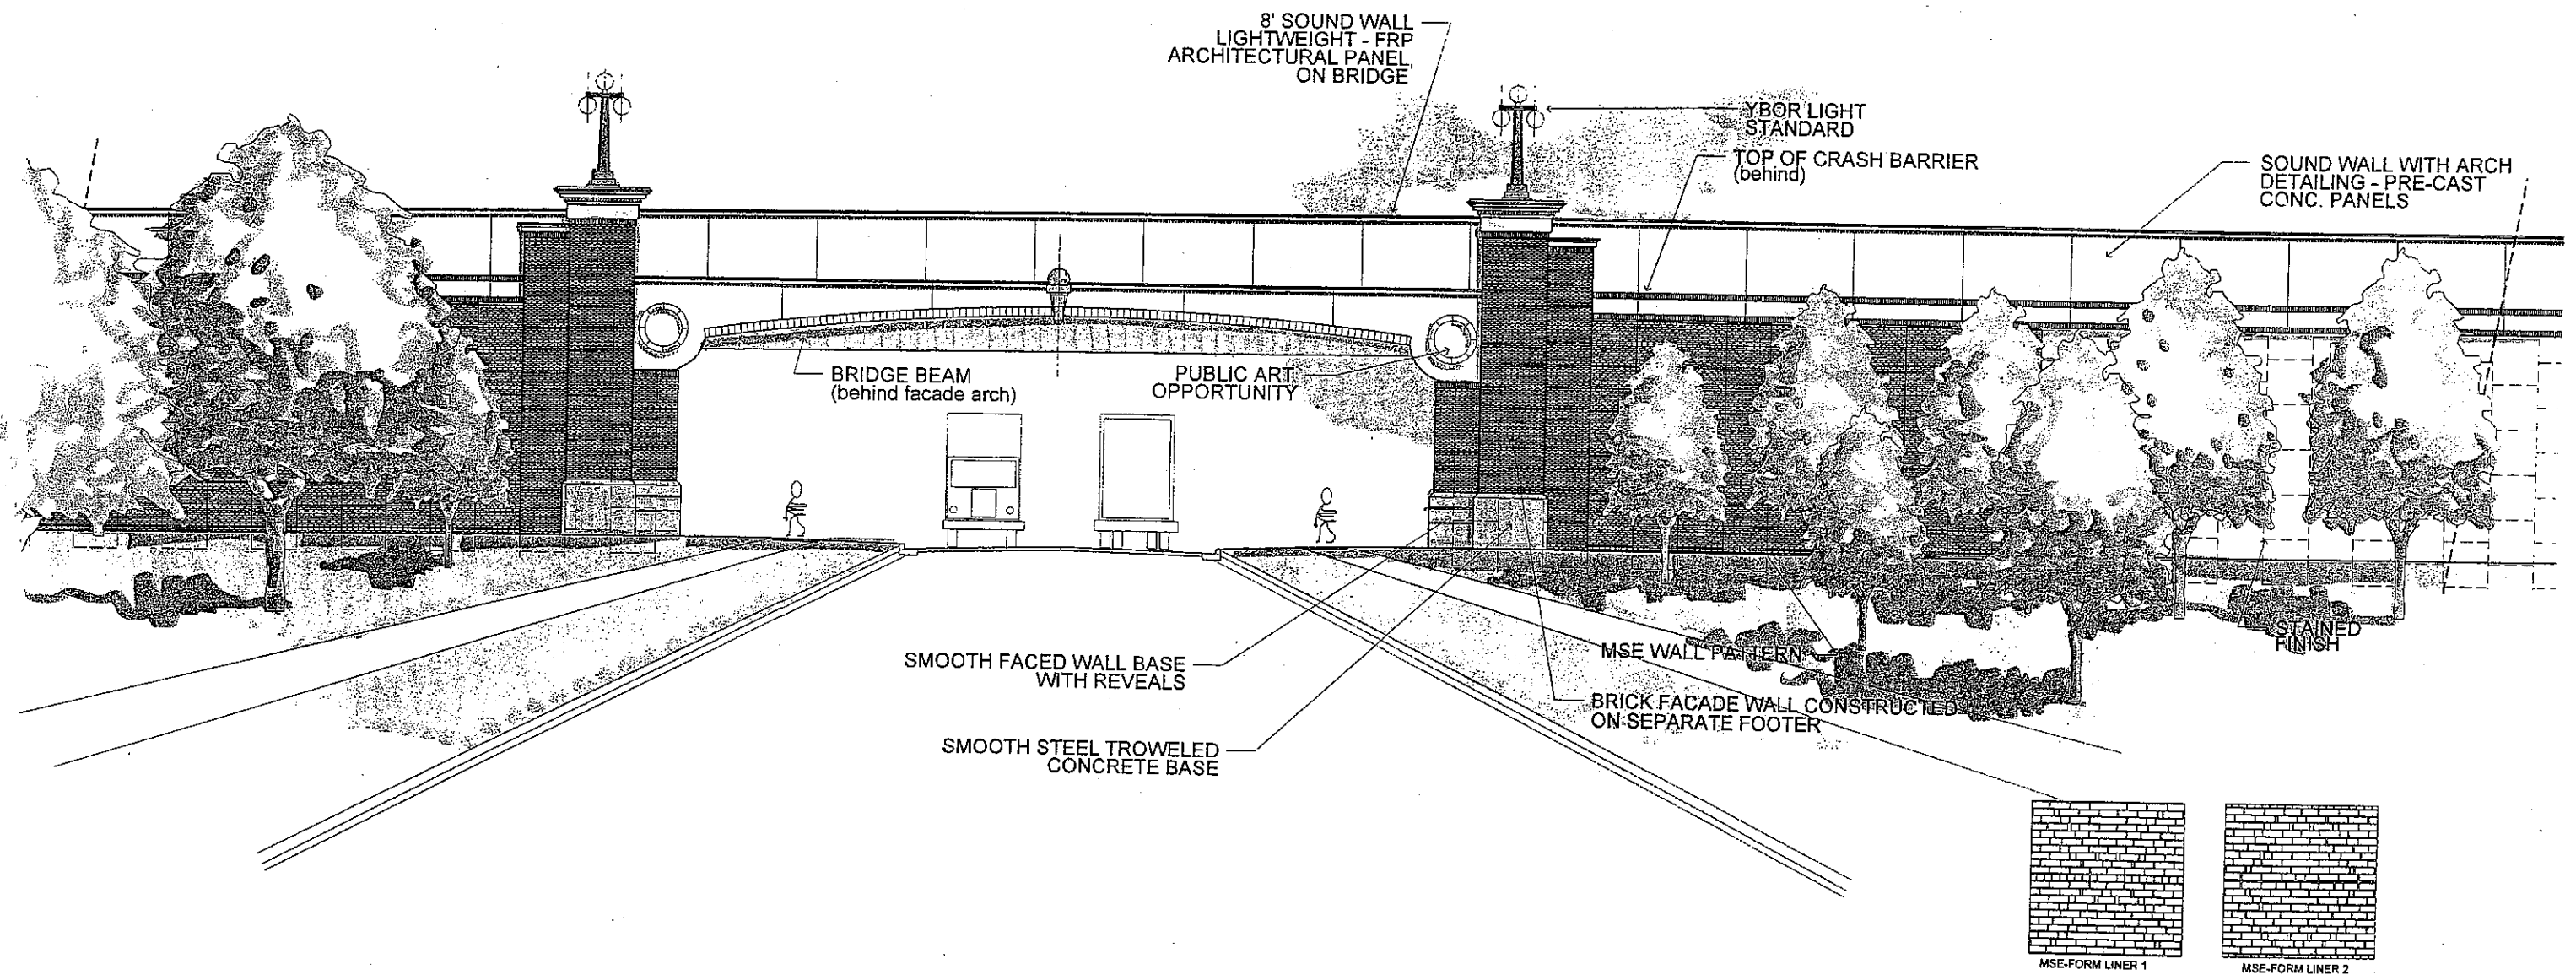 8' SOUND WALL
LIGHTWEIGHT - FRP
ARCHITECTURAL PANEL,
ON BRIDGE
YBOR LIGHT
STANDARD
TOP OF CRASH BARRIER
(behind)
SOUND WALL WITH ARCH
DETAILING - PRE-CAST
CONC. PANELS
BRIDGE BEAM
(behind facade arch)
PUBLIC ART
OPPORTUNITY
SMOOTH FACED WALL BASE
WITH REVEALS
SMOOTH STEEL TROWELED
CONCRETE BASE
MSE WALL PATTERN
BRICK FACADE WALL CONSTRUCTED
ON SEPARATE FOOTER
STAINED
FINISH
MSE-FORM LINER 1
MSE-FORM LINER 2